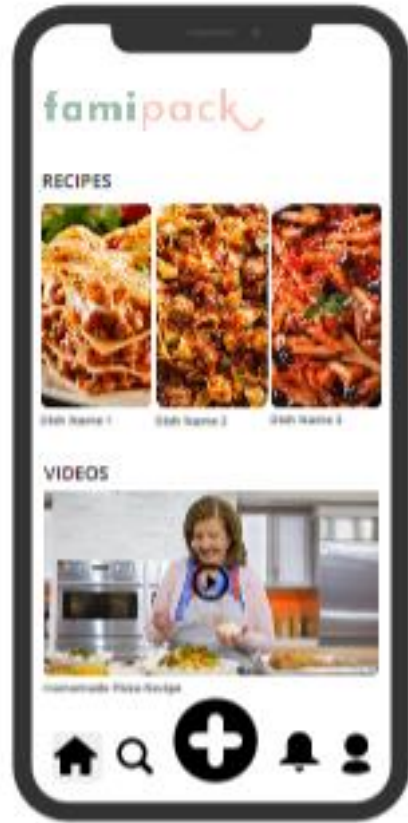 famipack
RECIPES
Dish Name 1
Dish Name 2
Dish Name 3
VIDEOS
Homemade Pizza Recipe